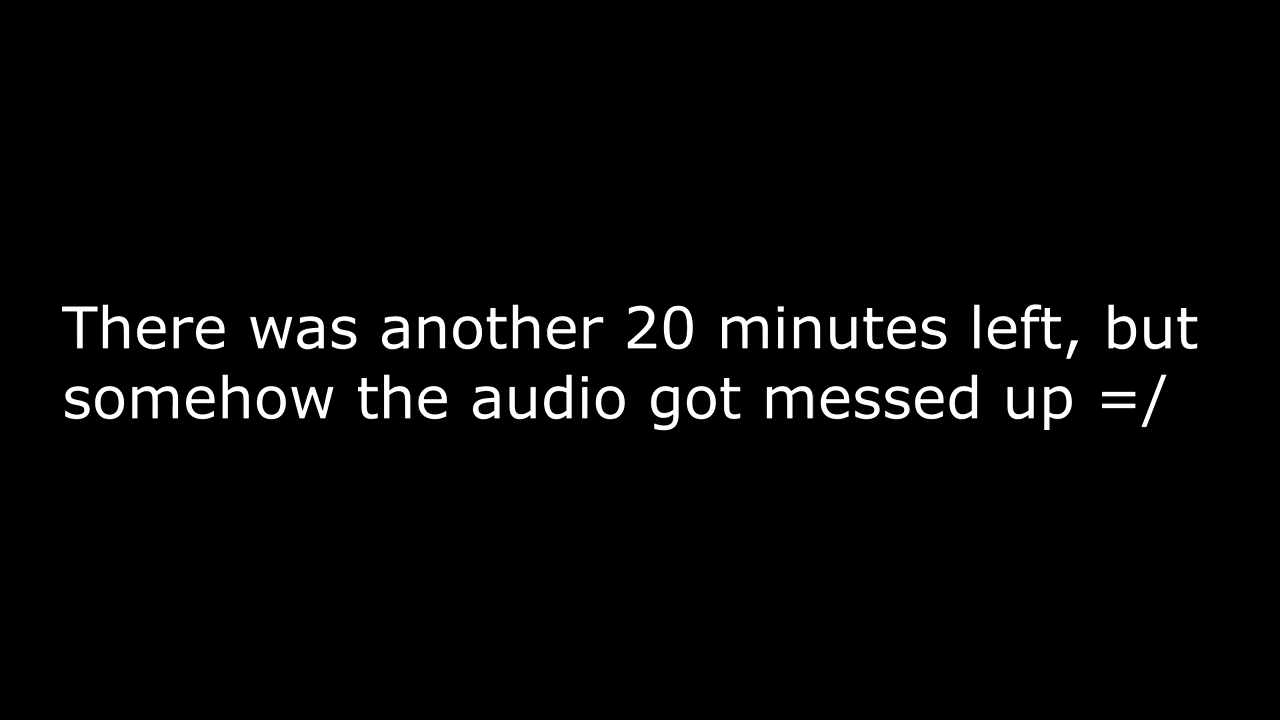 There was another 20 minutes left, but
somehow the audio got messed up =/